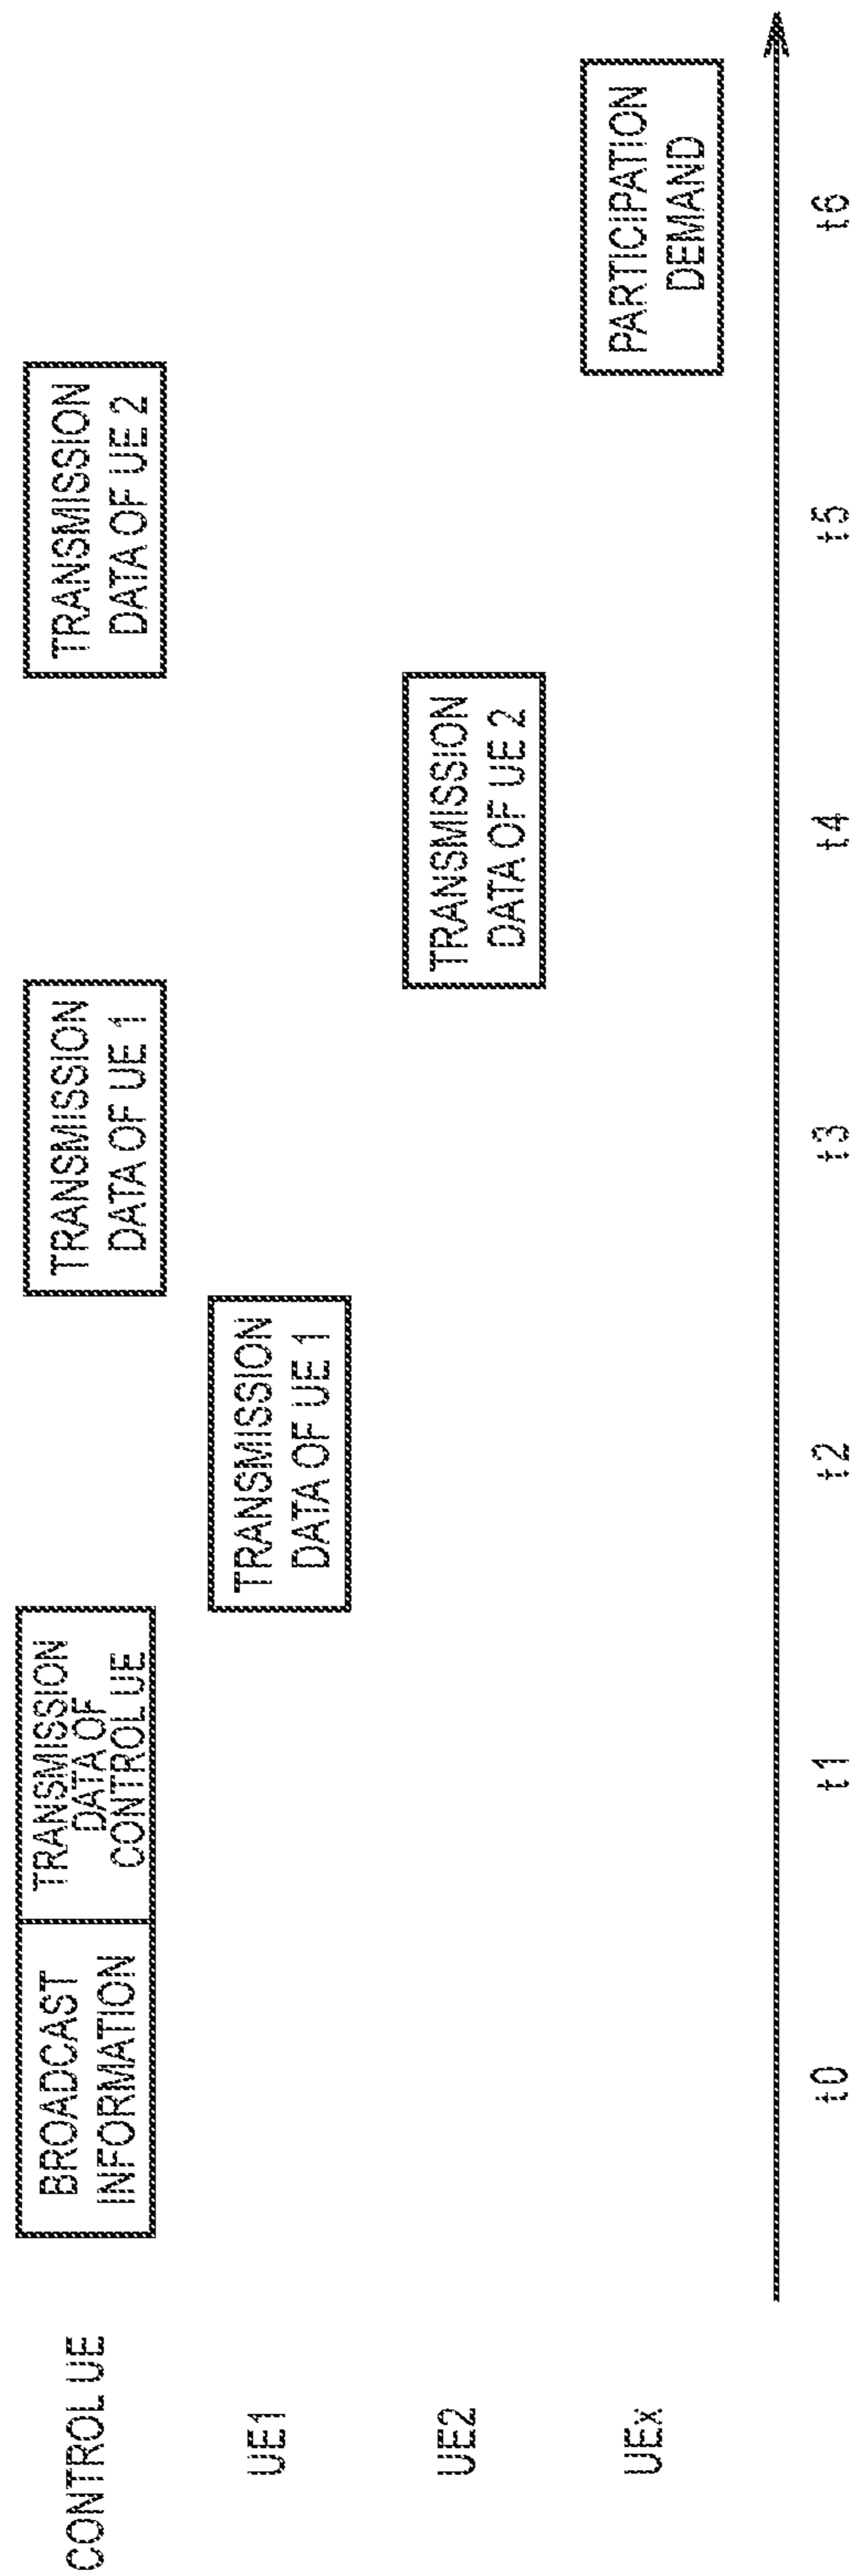 CONTROL UE
BROADCAST
INFORMATION
TRANSMISSION
DATA OF
CONTROL UE
TRANSMISSION
DATA OF UE 1
TRANSMISSION
DATA OF UE 2
UE1
TRANSMISSION
DATA OF UE 1
UE2
TRANSMISSION
DATA OF UE 2
UEx
PARTICIPATION
DEMAND
t0
t1
t2
t3
t4
t5
t6